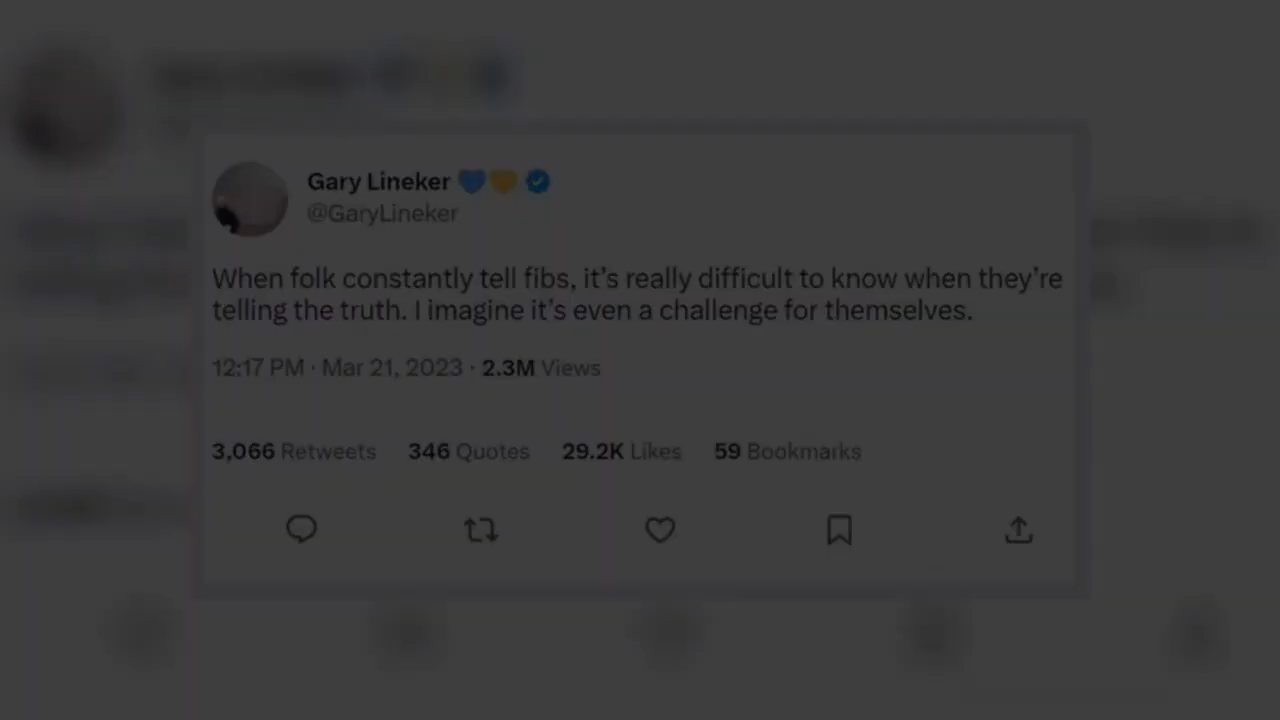 Gary Lineker 💙💛
@GaryLineker
When folk constantly tell fibs, it’s really difficult to know when they’re
telling the truth. I imagine it’s even a challenge for themselves.
12:17 PM · Mar 21, 2023 · 2.3M Views
3,066 Retweets 346 Quotes 29.2K Likes 59 Bookmarks